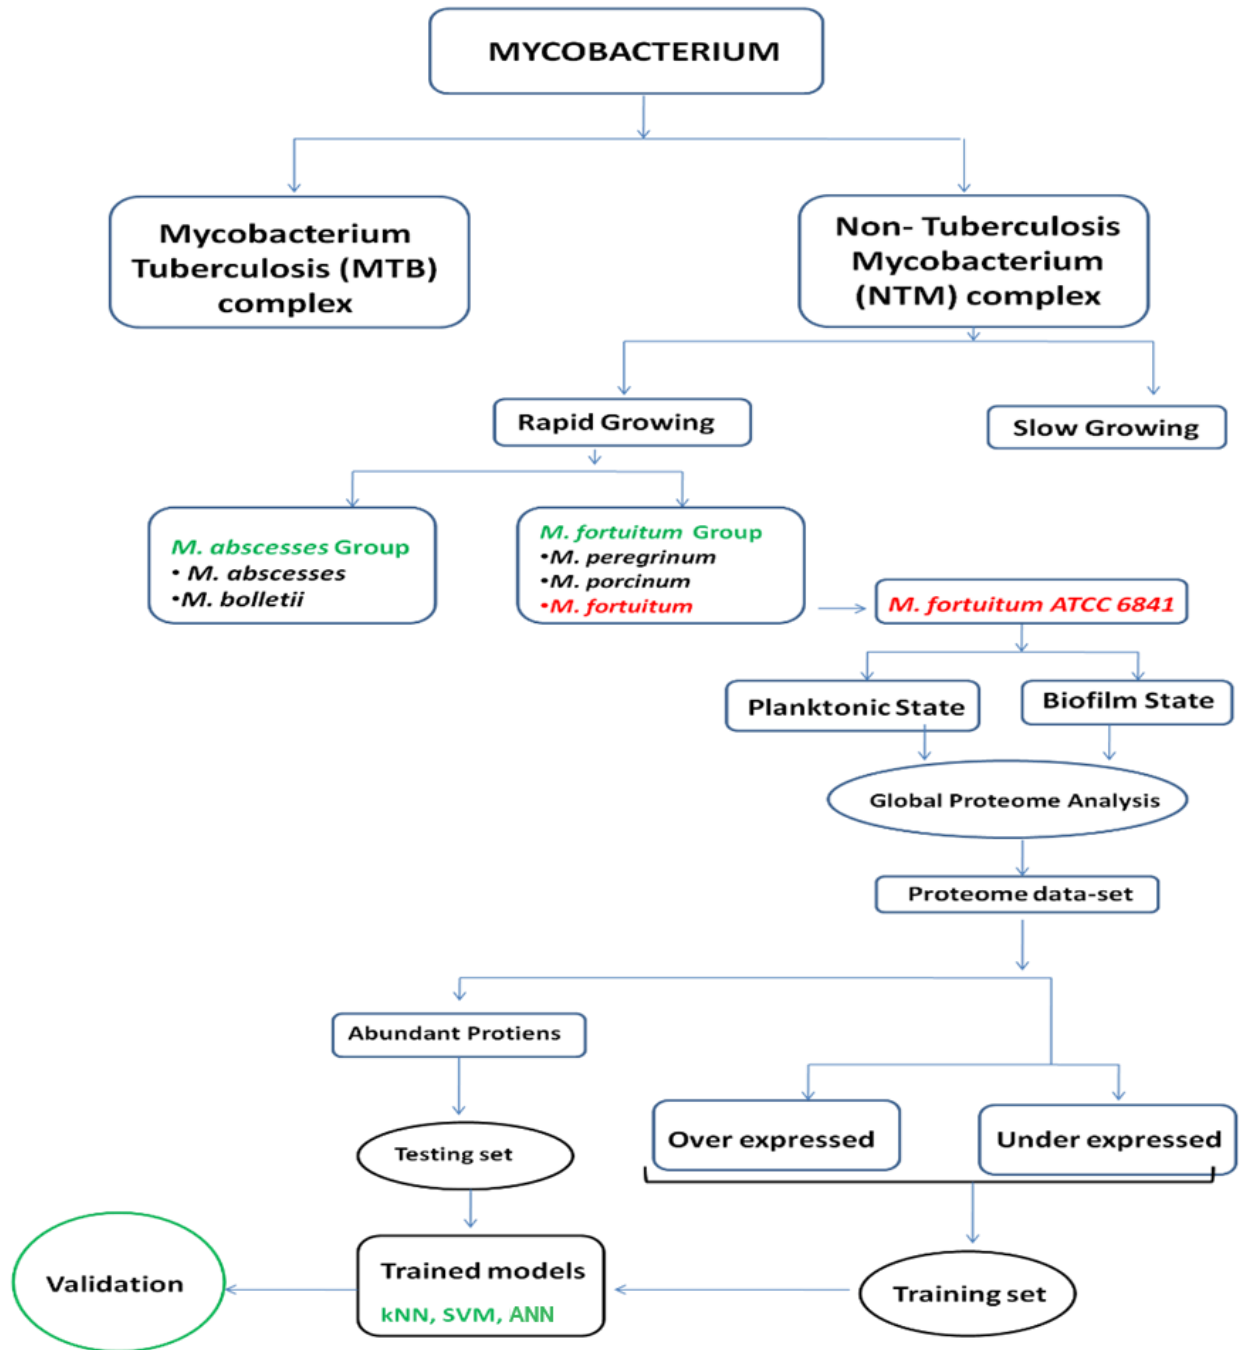 MYCOBACTERIUM
Mycobacterium
Tuberculosis (MTB)
complex
Non- Tuberculosis
Mycobacterium
(NTM) complex
Rapid Growing
Slow Growing
M. abscesses Group
• M. abscesses
•M. bolletii
M. fortuitum Group
•M. peregrinum
•M. porcinum
•M. fortuitum
M. fortuitum ATCC 6841
Planktonic State
Biofilm State
Global Proteome Analysis
Proteome data-set
Abundant Protiens
Over expressed
Under expressed
Testing set
Trained models
kNN, SVM, ANN
Validation
Training set